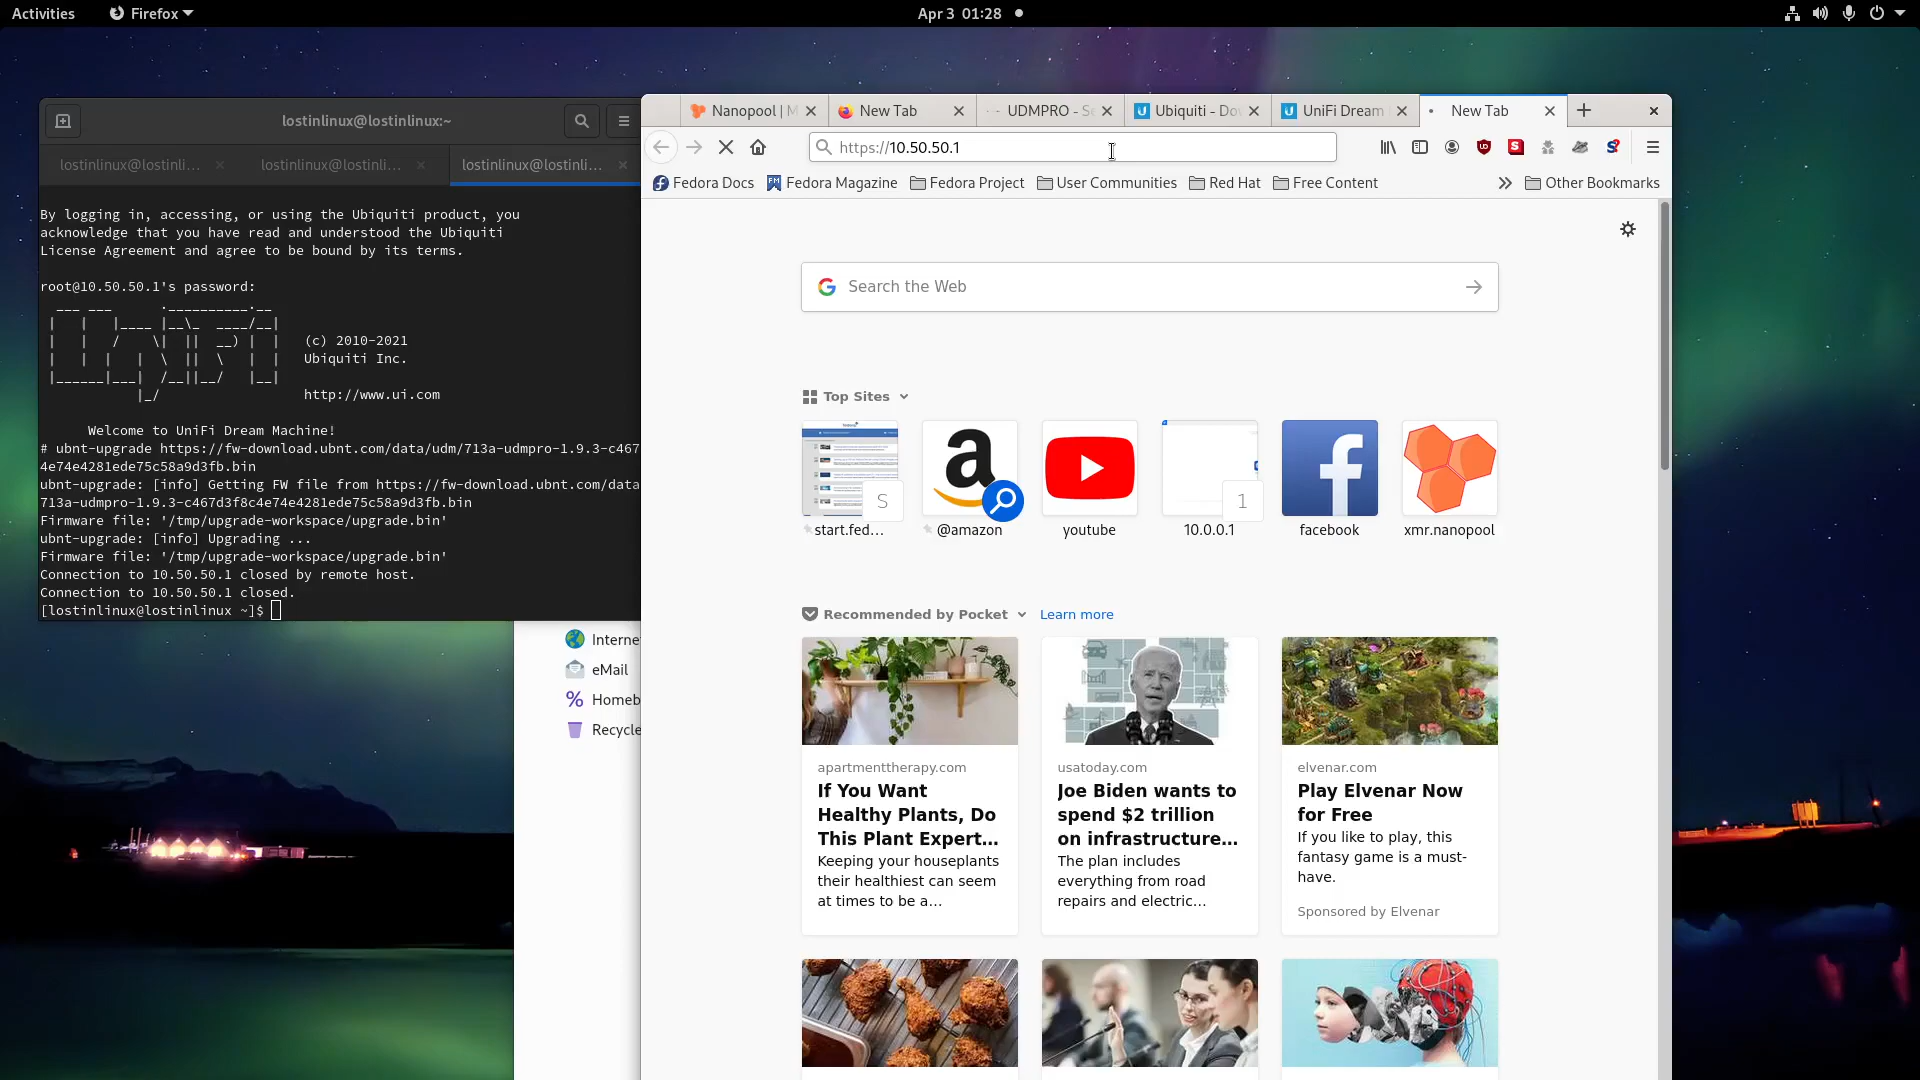 Activities
Firefox
Apr 3 01:28
lostinlinux@lostinlinux:~
lostinlinux@lostinli...
lostinlinux@lostinli...
lostinlinux@lostinli...
By logging in, accessing, or using the Ubiquiti product, you
acknowledge that you have read and understood the Ubiquiti
License Agreement and agree to be bound by its terms.
root@10.50.50.1's password:
(c) 2010-2021
Ubiquiti Inc.
http://www.ui.com
Welcome to UniFi Dream Machine!
# ubnt-upgrade https://fw-download.ubnt.com/data/udm/713a-udmpro-1.9.3-c467
4e74e4281ede75c58a9d3fb.bin
ubnt-upgrade: [info] Getting FW file from https://fw-download.ubnt.com/data
713a-udmpro-1.9.3-c467d3f8c4e74e4281ede75c58a9d3fb.bin
Firmware file: '/tmp/upgrade-workspace/upgrade.bin'
ubnt-upgrade: [info] Upgrading ...
Firmware file: '/tmp/upgrade-workspace/upgrade.bin'
Connection to 10.50.50.1 closed by remote host.
Connection to 10.50.50.1 closed.
[lostinlinux@lostinlinux ~]$
Interne
eMail
Homeb
Recycle
Nanopool | M
New Tab
UDMPRO - Se
Ubiquiti - Do
UniFi Dream
New Tab
https://10.50.50.1
Fedora Docs
Fedora Magazine
Fedora Project
User Communities
Red Hat
Free Content
Other Bookmarks
Search the Web
Top Sites
S
1
start.fed...
@amazon
youtube
10.0.0.1
facebook
xmr.nanopool
Recommended by Pocket
Learn more
apartmenttherapy.com
If You Want
Healthy Plants, Do
This Plant Expert...
Keeping your houseplants
their healthiest can seem
at times to be a...
usatoday.com
Joe Biden wants to
spend $2 trillion
on infrastructure...
The plan includes
everything from road
repairs and electric...
elvenar.com
Play Elvenar Now
for Free
If you like to play, this
fantasy game is a must-
have.
Sponsored by Elvenar